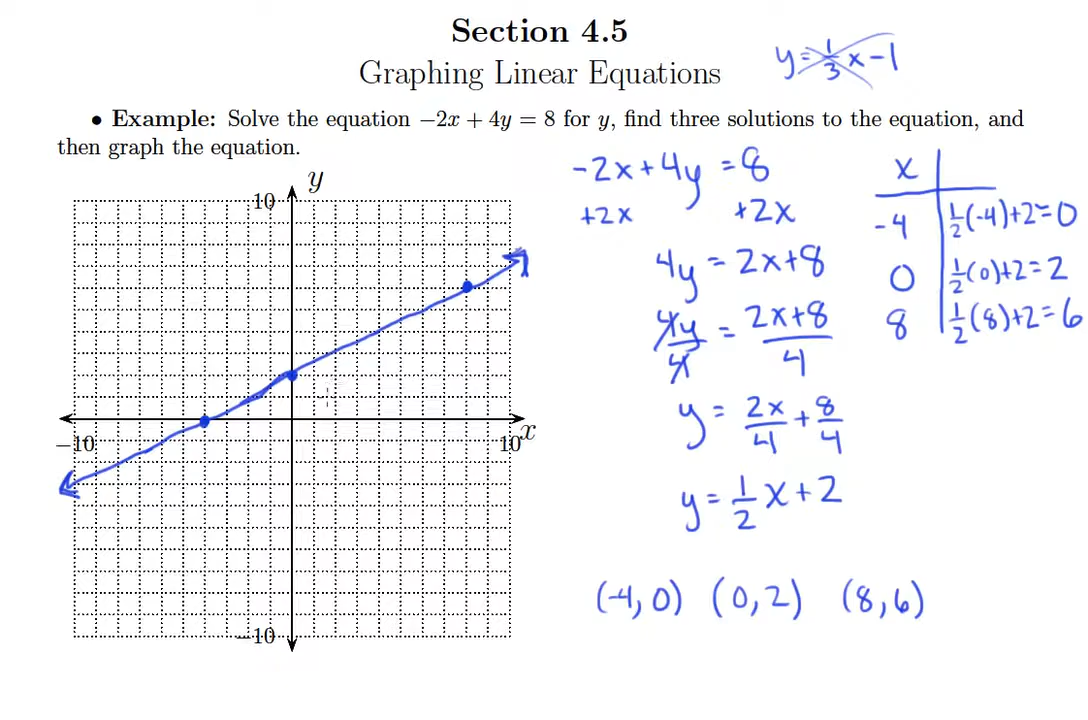 Section 4.5
Graphing Linear Equations
y = 1/3 x - 1
• Example: Solve the equation −2x + 4y = 8 for y, find three solutions to the equation, and
then graph the equation.
y
10
−10
10
x
−10
-2x + 4y = 8
+2x +2x
4y = 2x + 8
4y/4 = (2x + 8)/4
y = 2x/4 + 8/4
y = 1/2 x + 2
x
-4 1/2(-4)+2=0
0 1/2(0)+2=2
8 1/2(8)+2=6
(-4,0) (0,2) (8,6)